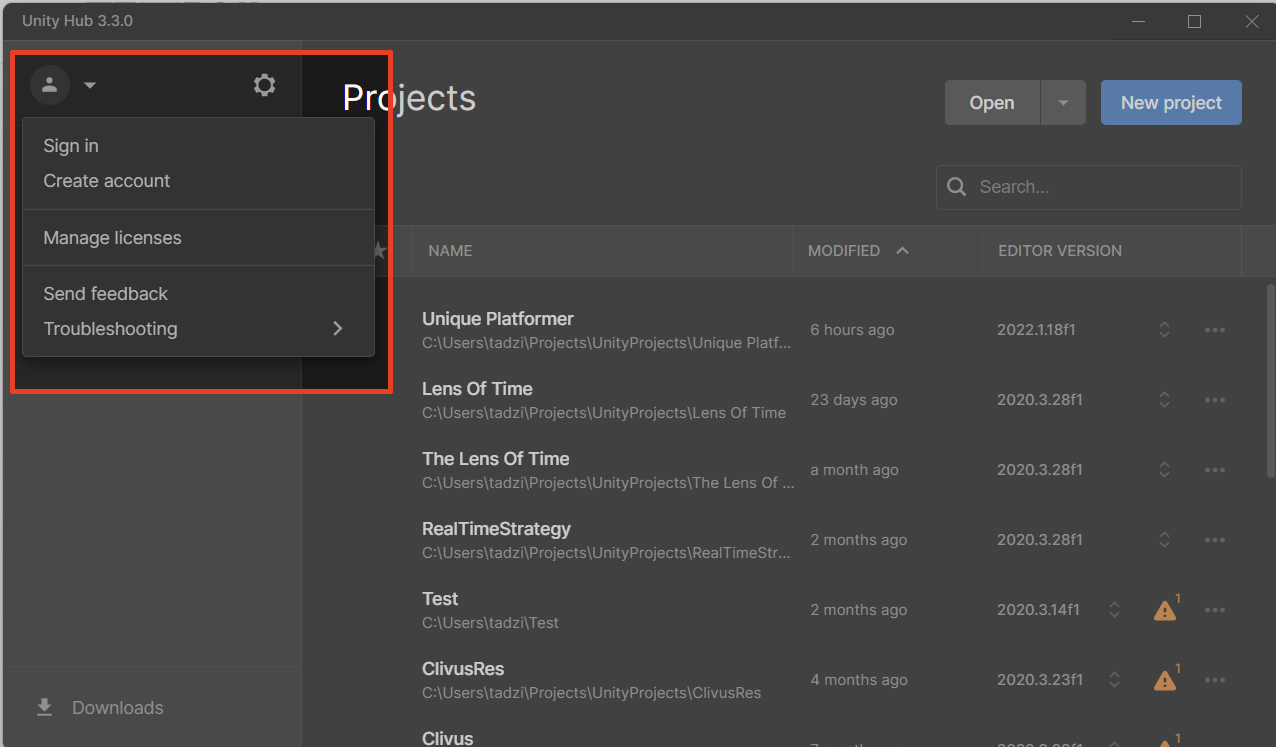 Unity Hub 3.3.0
Projects
Open
New project
Sign in
Create account
Manage licenses
Send feedback
Troubleshooting
Search...
NAME
MODIFIED
EDITOR VERSION
Unique Platformer
C:\Users\tadzi\Projects\UnityProjects\Unique Platf...
6 hours ago
2022.1.18f1
Lens Of Time
C:\Users\tadzi\Projects\UnityProjects\Lens Of Time
23 days ago
2020.3.28f1
The Lens Of Time
C:\Users\tadzi\Projects\UnityProjects\The Lens Of ...
a month ago
2020.3.28f1
RealTimeStrategy
C:\Users\tadzi\Projects\UnityProjects\RealTimeStr...
2 months ago
2020.3.28f1
Test
C:\Users\tadzi\Test
2 months ago
2020.3.14f1
1
ClivusRes
C:\Users\tadzi\Projects\UnityProjects\ClivusRes
4 months ago
2020.3.23f1
1
Clivus
1
Downloads